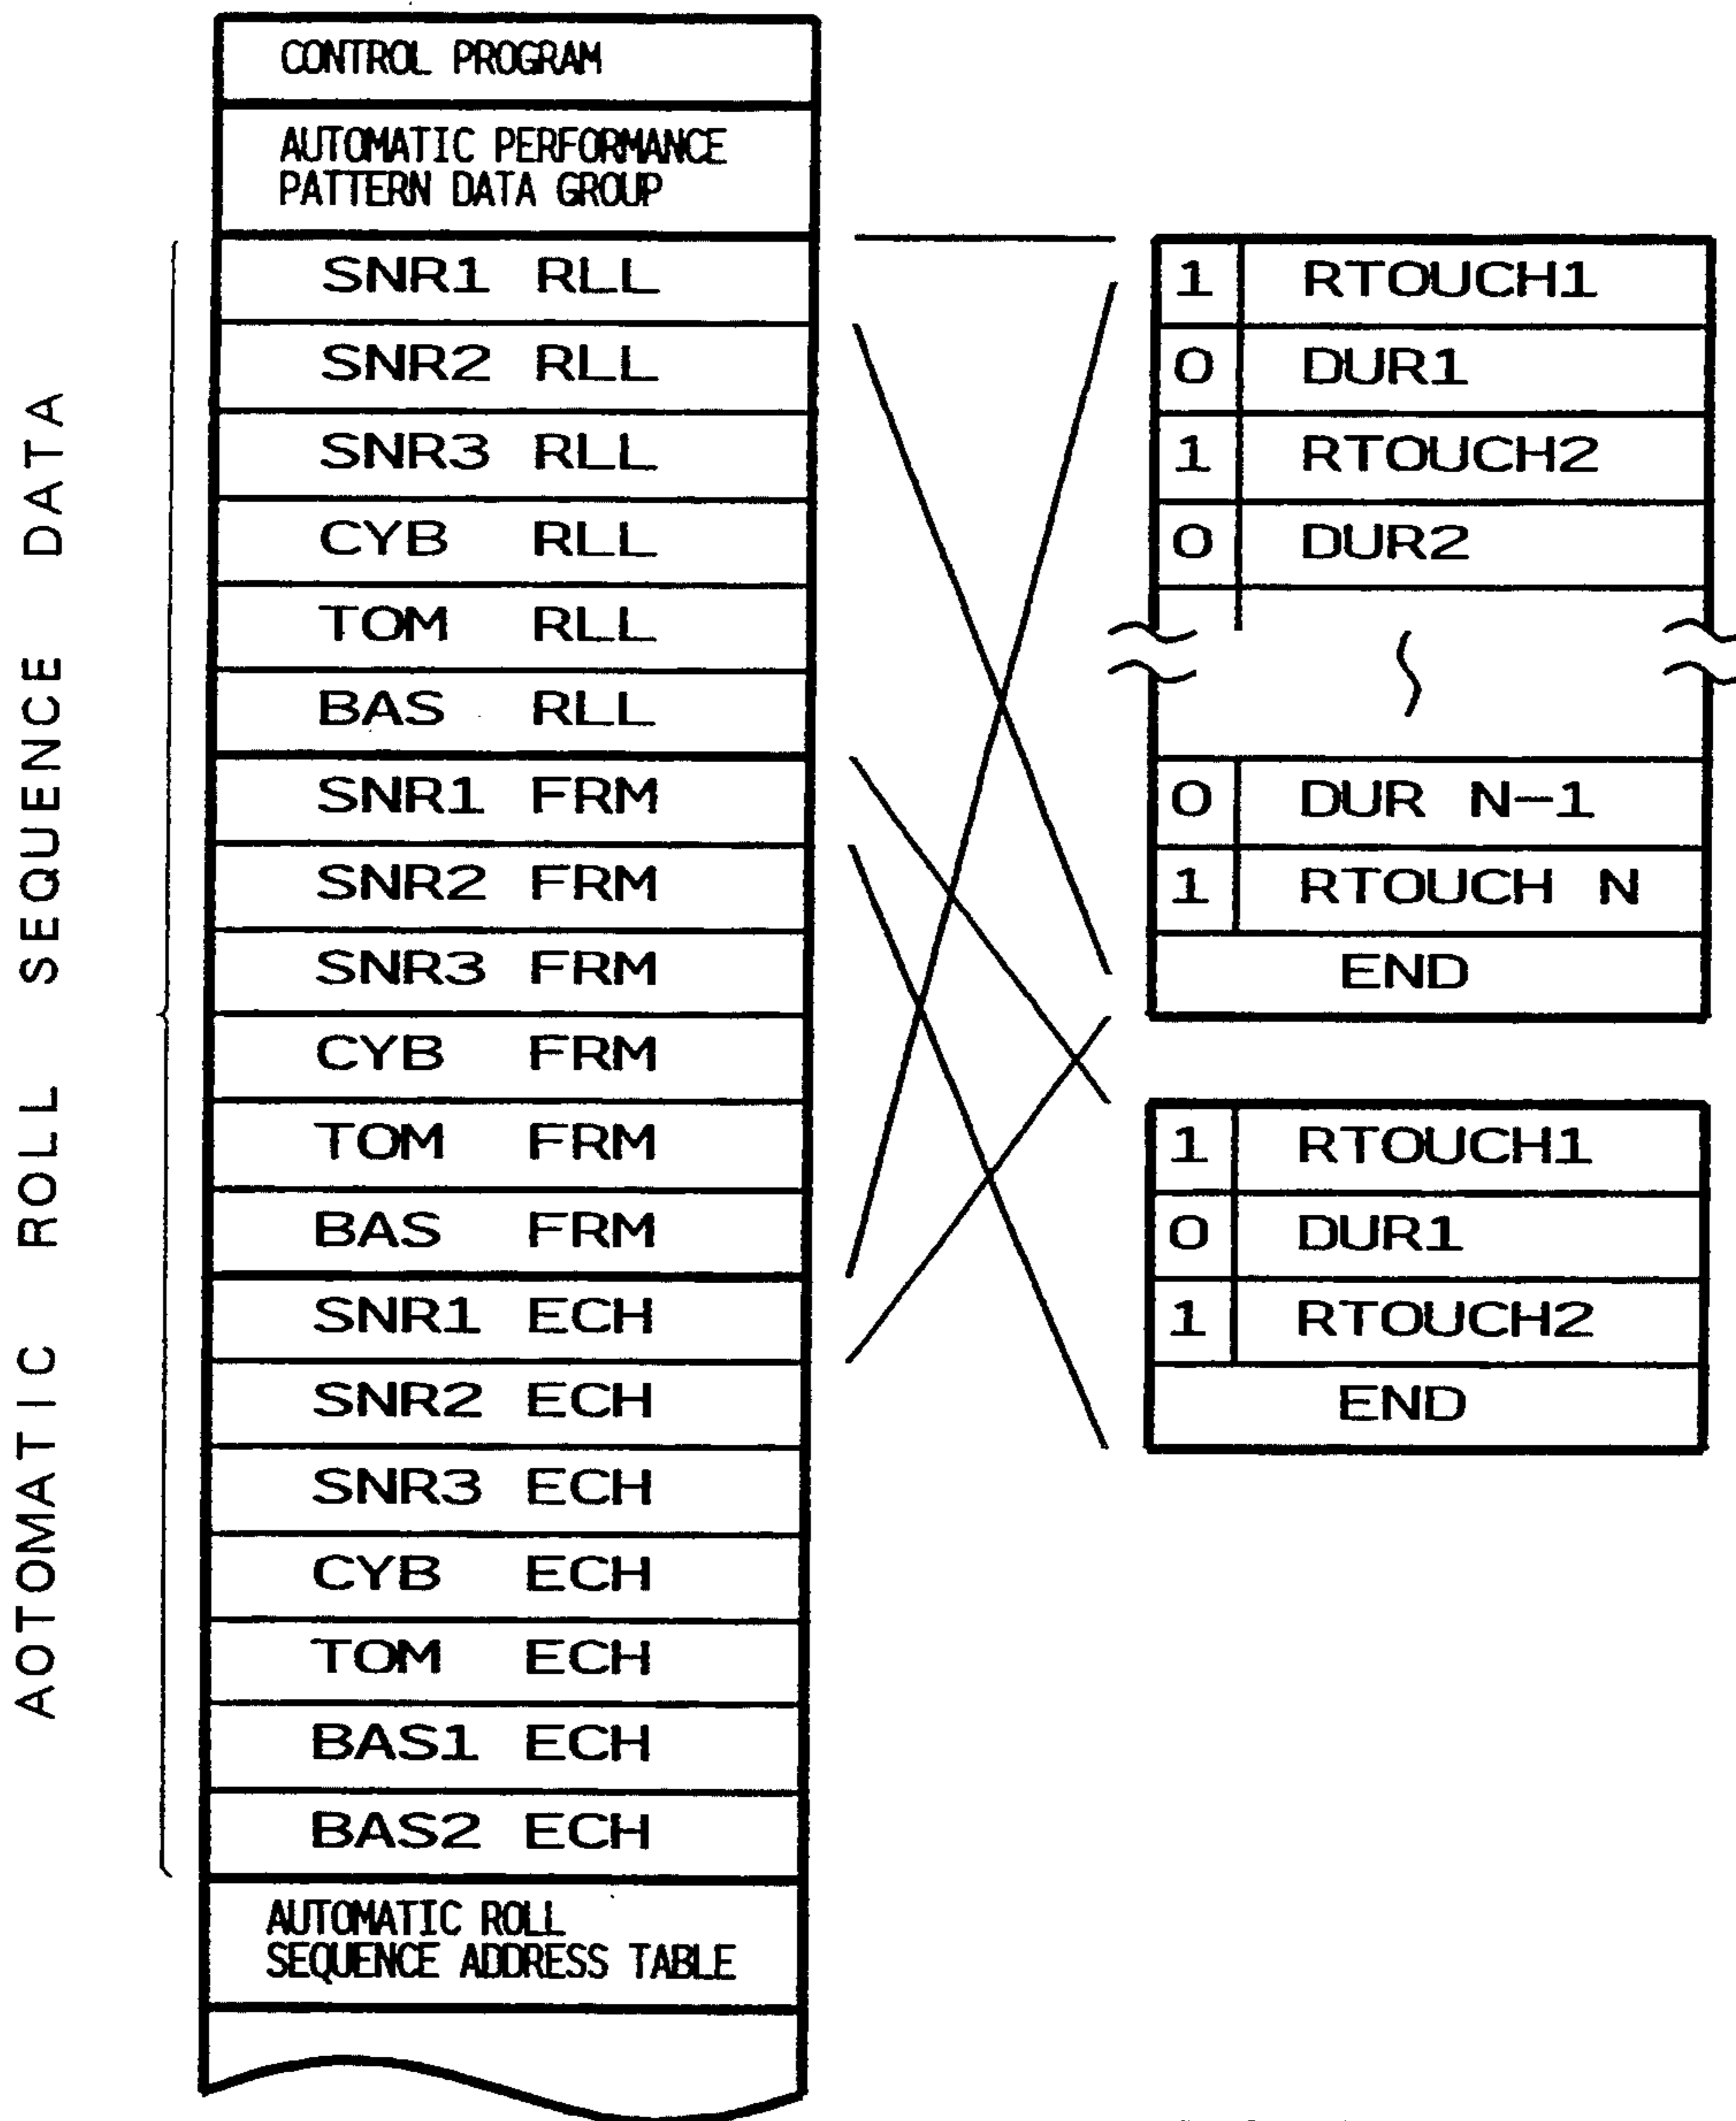 CONTROL PROGRAM
AUTOMATIC PERFORMANCE
PATTERN DATA GROUP
AOTOMATIC ROLL SEQUENCE DATA
SNR1 RLL
SNR2 RLL
SNR3 RLL
CYB RLL
TOM RLL
BAS RLL
SNR1 FRM
SNR2 FRM
SNR3 FRM
CYB FRM
TOM FRM
BAS FRM
SNR1 ECH
SNR2 ECH
SNR3 ECH
CYB ECH
TOM ECH
BAS1 ECH
BAS2 ECH
AUTOMATIC ROLL
SEQUENCE ADDRESS TABLE
1 RTOUCH1
0 DUR1
1 RTOUCH2
0 DUR2
0 DUR N-1
1 RTOUCH N
END
1 RTOUCH1
0 DUR1
1 RTOUCH2
END